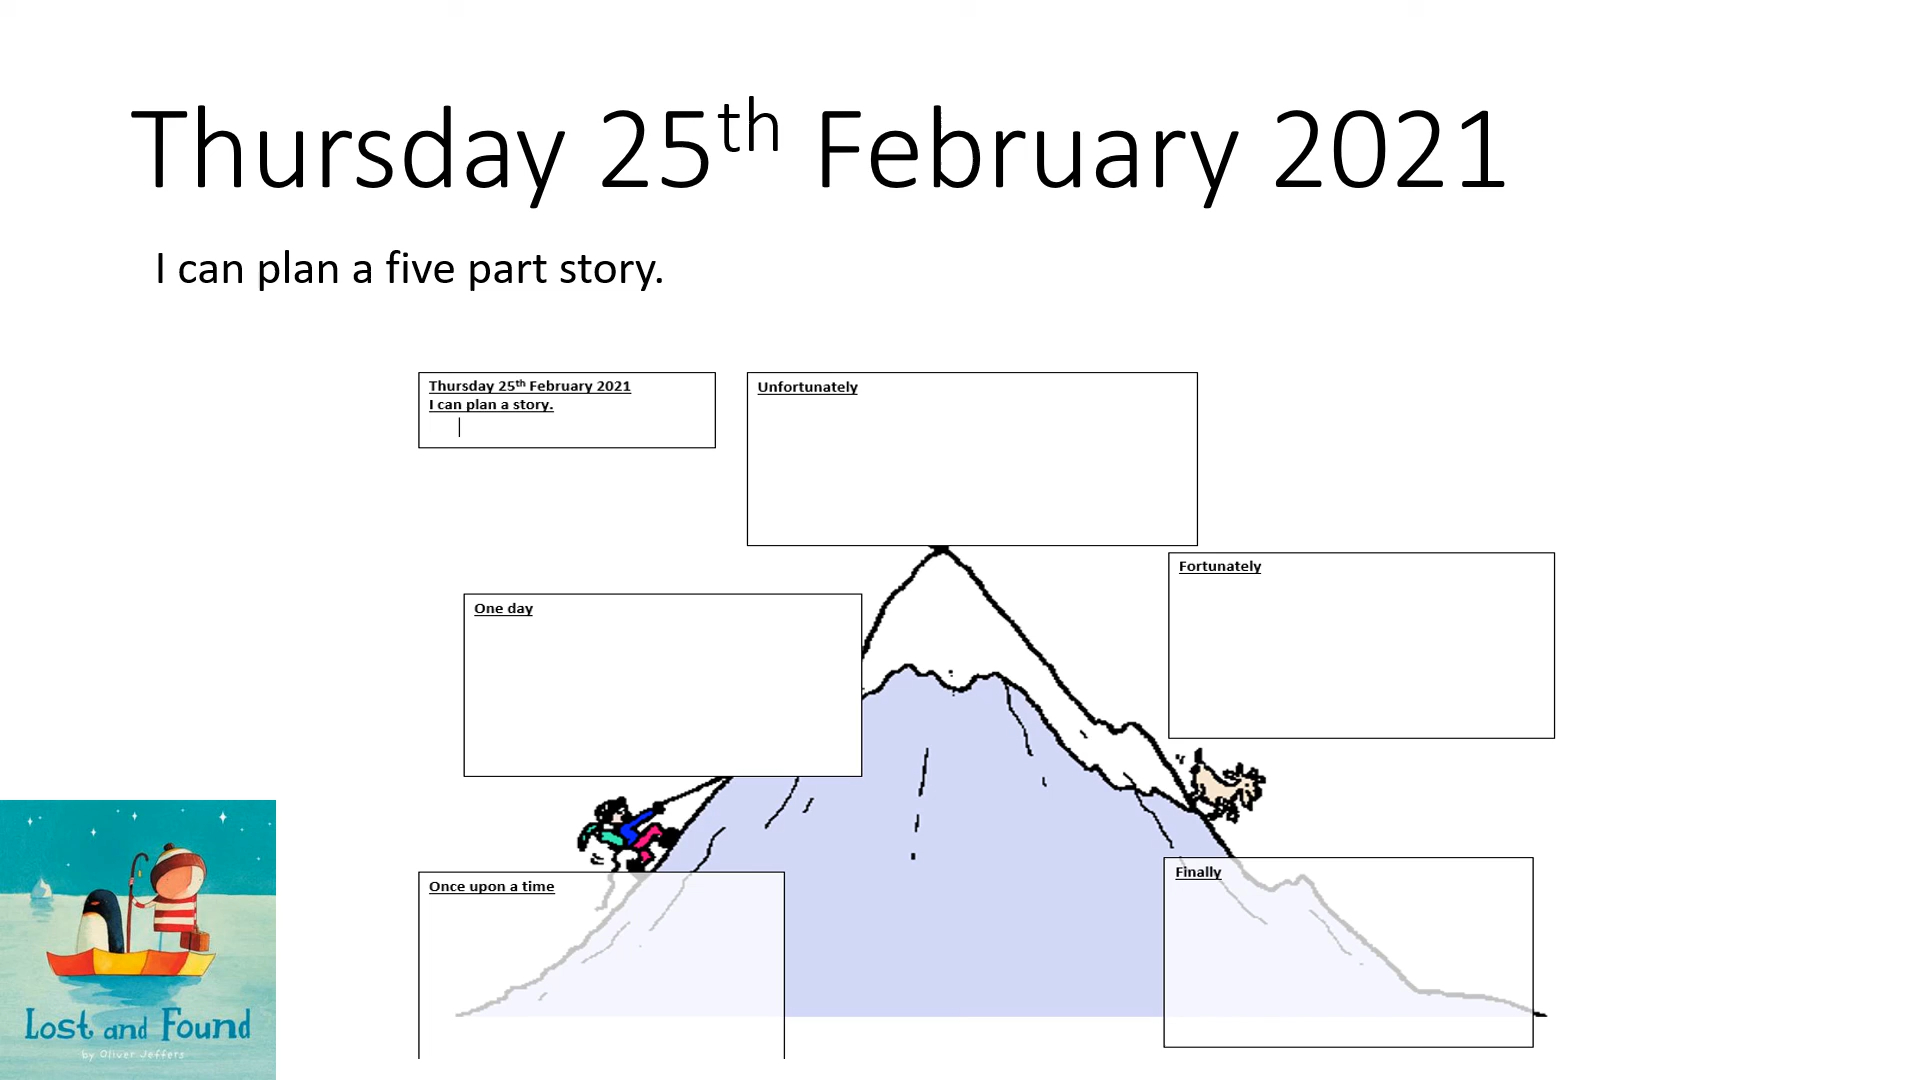 Thursday 25th February 2021
I can plan a five part story.
Thursday 25th February 2021
I can plan a story.
Unfortunately
Fortunately
One day
Once upon a time
Finally
Lost and Found
by Oliver Jeffers